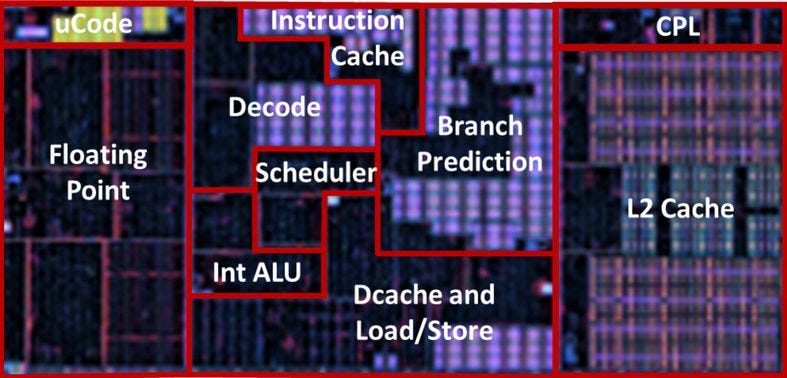 uCode
Instruction
Cache
CPL
Decode
Branch
Prediction
Floating
Point
Scheduler
L2 Cache
Int ALU
Dcache and
Load/Store